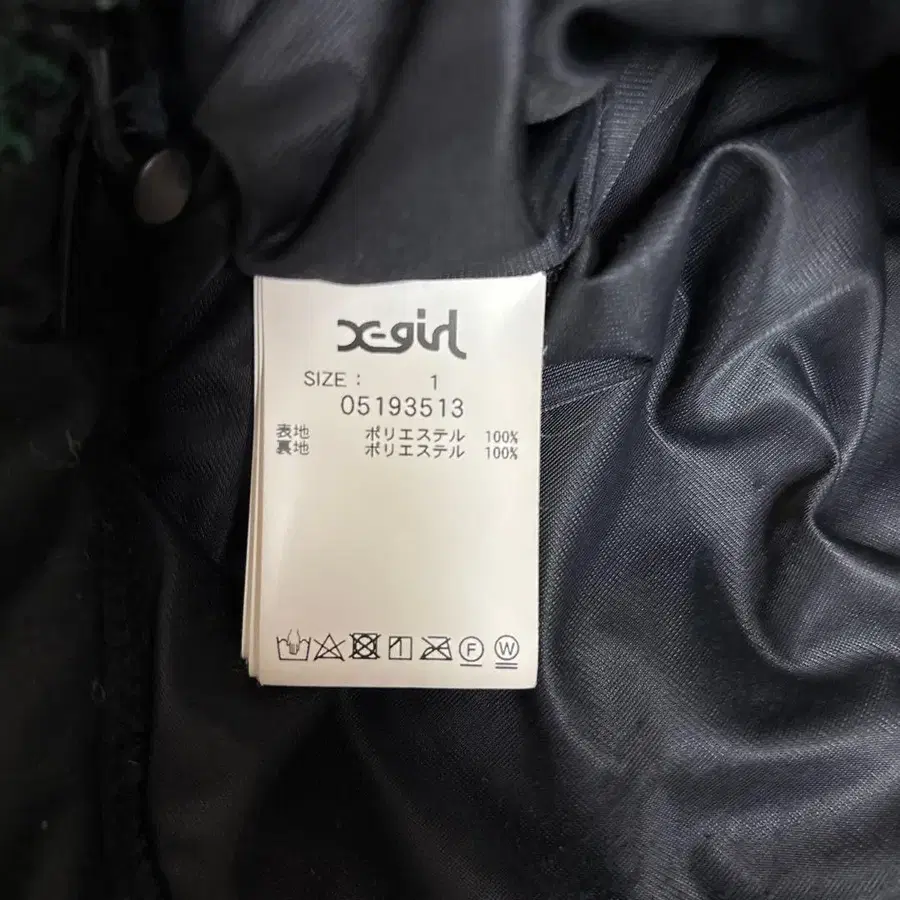 X-girl
SIZE : 1
05193513
表地 ポリエステル 100%
裏地 ポリエステル 100%
F W